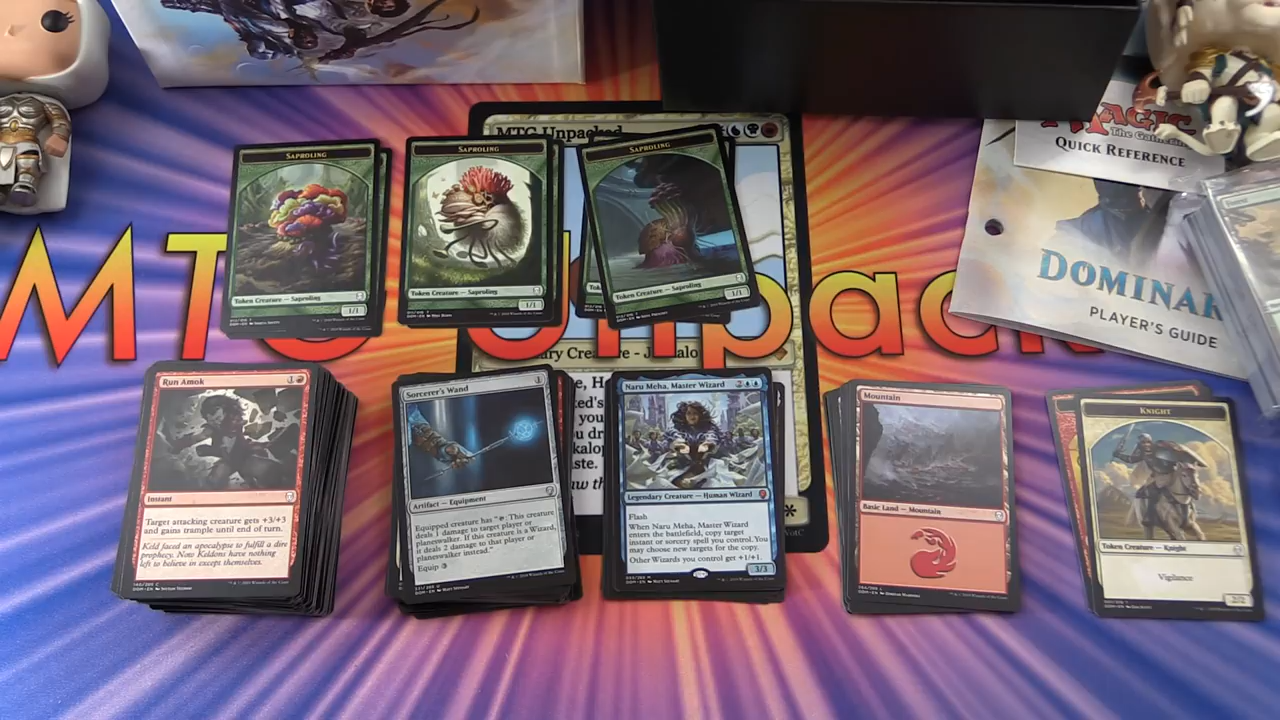 MTG Unpacked
MTG Unpack
SAPROLING
Token Creature — Saproling
1/1
SAPROLING
Token Creature — Saproling
1/1
SAPROLING
Token Creature — Saproling
1/1
MAGIC
QUICK REFERENCE
DOMINAR
PLAYER'S GUIDE
Run Amok
1
Instant
Target attacking creature gets +3/+3
and gains trample until end of turn.
Keld faced an apocalypse to fulfill a dire
prophecy. Now Keldons have nothing
left to believe in except themselves.
Sorcerer's Wand
1
Artifact — Equipment
Equipped creature has ": This creature
deals 1 damage to target player or
planeswalker. If this creature is a Wizard,
it deals 2 damage to that player or
planeswalker instead."
Equip 3
Naru Meha, Master Wizard
2
Legendary Creature — Human Wizard
Flash
When Naru Meha, Master Wizard
enters the battlefield, copy target
instant or sorcery spell you control. You
may choose new targets for the copy.
Other Wizards you control get +1/+1.
3/3
Mountain
Basic Land — Mountain
KNIGHT
Token Creature — Knight
Vigilance
2/2